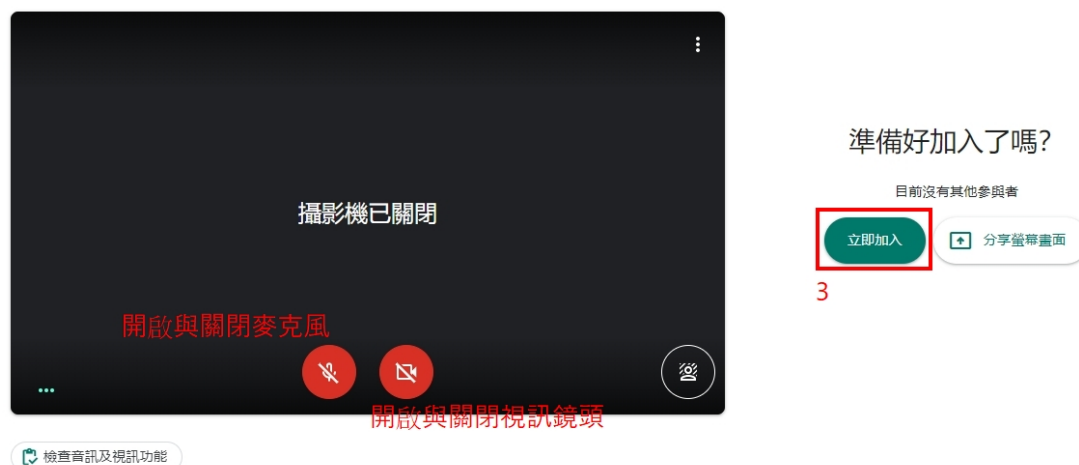 攝影機已關閉
開啟與關閉麥克風
開啟與關閉視訊鏡頭
檢查音訊及視訊功能
準備好加入了嗎?
目前沒有其他參與者
立即加入
分享螢幕畫面
3